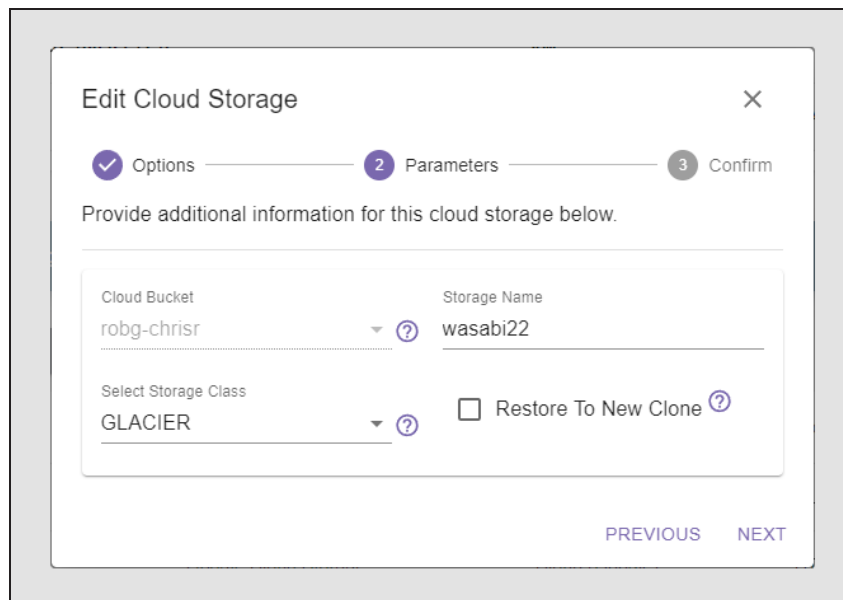 Edit Cloud Storage
Options
2 Parameters
3 Confirm
Provide additional information for this cloud storage below.
Cloud Bucket
robg-chrisr
Storage Name
wasabi22
Select Storage Class
GLACIER
Restore To New Clone
PREVIOUS NEXT